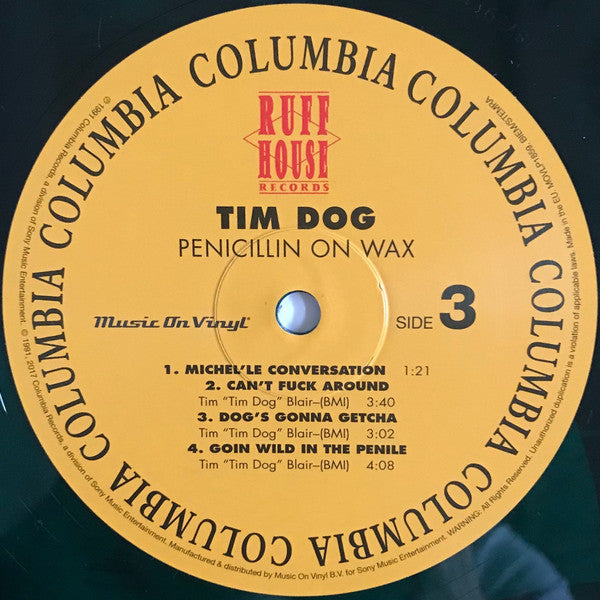 COLUMBIA COLUMBIA COLUMBIA COLUMBIA COLUMBIA COLUMBIA COLUMBIA COLUMBIA
RUFF
HOUSE
RECORDS
TIM DOG
PENICILLIN ON WAX
Music On Vinyl®
SIDE 3
1. MICHEL'LE CONVERSATION 1:21
2. CAN'T FUCK AROUND
Tim "Tim Dog" Blair–(BMI) 3:40
3. DOG'S GONNA GETCHA
Tim "Tim Dog" Blair–(BMI) 3:02
4. GOIN WILD IN THE PENILE
Tim "Tim Dog" Blair–(BMI) 4:08
℗ 1991 Columbia Records, a division of Sony Music Entertainment. © 1991, 2017 Columbia Records, a division of Sony Music Entertainment. Manufactured & distributed by Music On Vinyl B.V. for Sony Music Entertainment. WARNING: All Rights Reserved. Unauthorized duplication is a violation of applicable laws. Made in the EU. MOVLP1859. BIEM/STEMRA